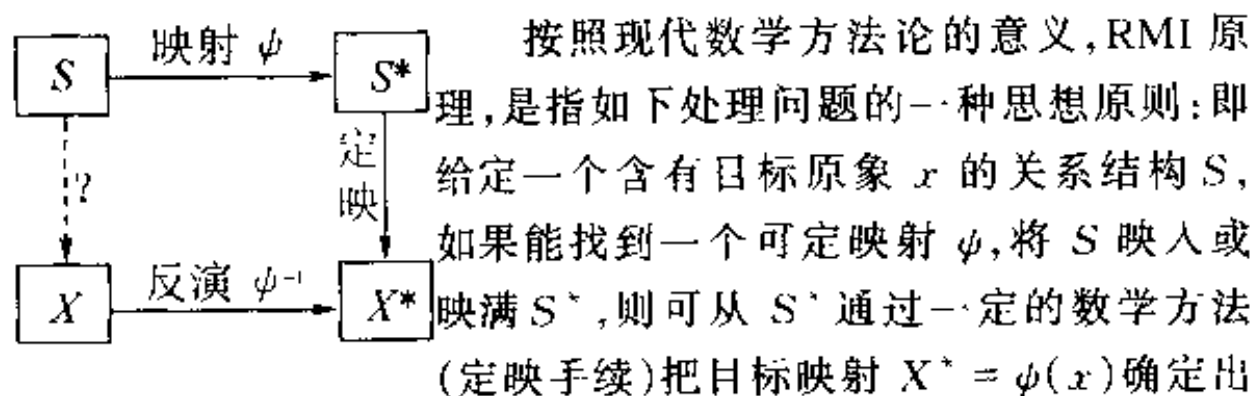 映射 ψ
S
S*
定映
?
反演 ψ⁻¹
X
X*
按照现代数学方法论的意义,RMI 原
理,是指如下处理问题的一种思想原则:即
给定一个含有目标原象 x 的关系结构 S,
如果能找到一个可定映射 ψ,将 S 映入或
映满 S*,则可从 S*通过一定的数学方法
(定映手续)把目标映射 X* = ψ(x)确定出